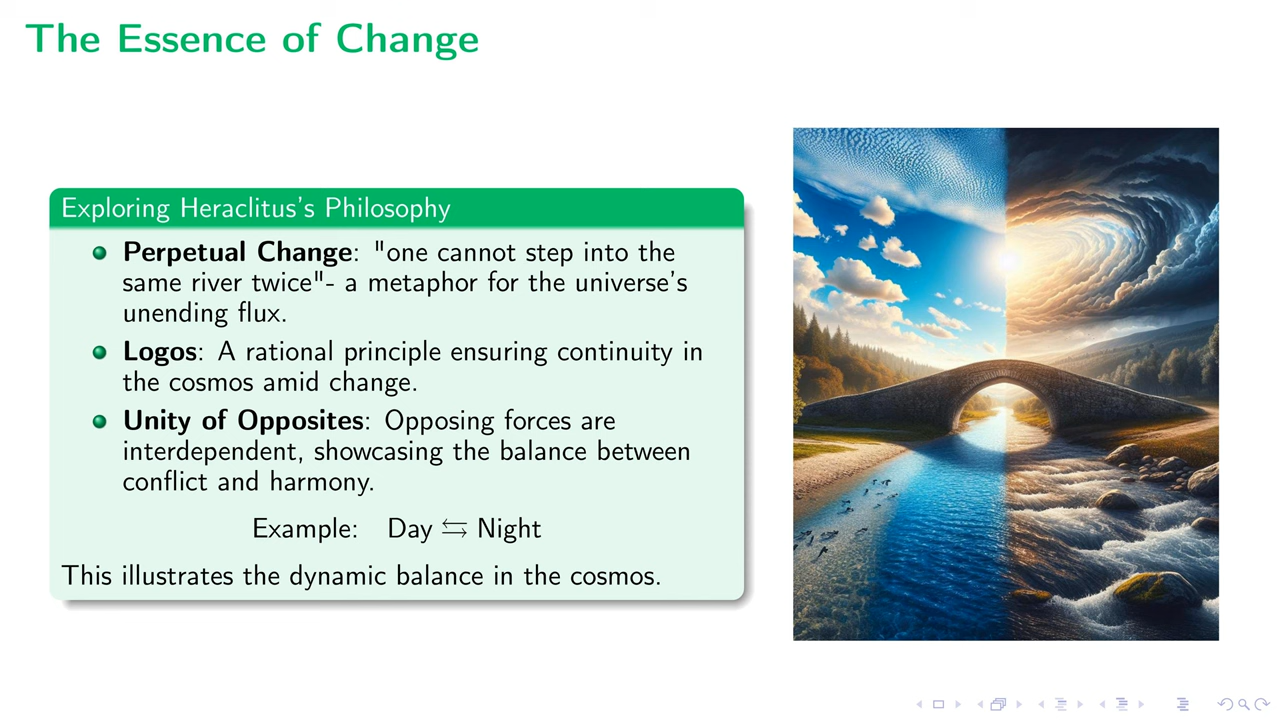 The Essence of Change
Exploring Heraclitus's Philosophy
Perpetual Change: "one cannot step into the
same river twice"- a metaphor for the universe's
unending flux.
Logos: A rational principle ensuring continuity in
the cosmos amid change.
Unity of Opposites: Opposing forces are
interdependent, showcasing the balance between
conflict and harmony.
Example: Day ⇆ Night
This illustrates the dynamic balance in the cosmos.